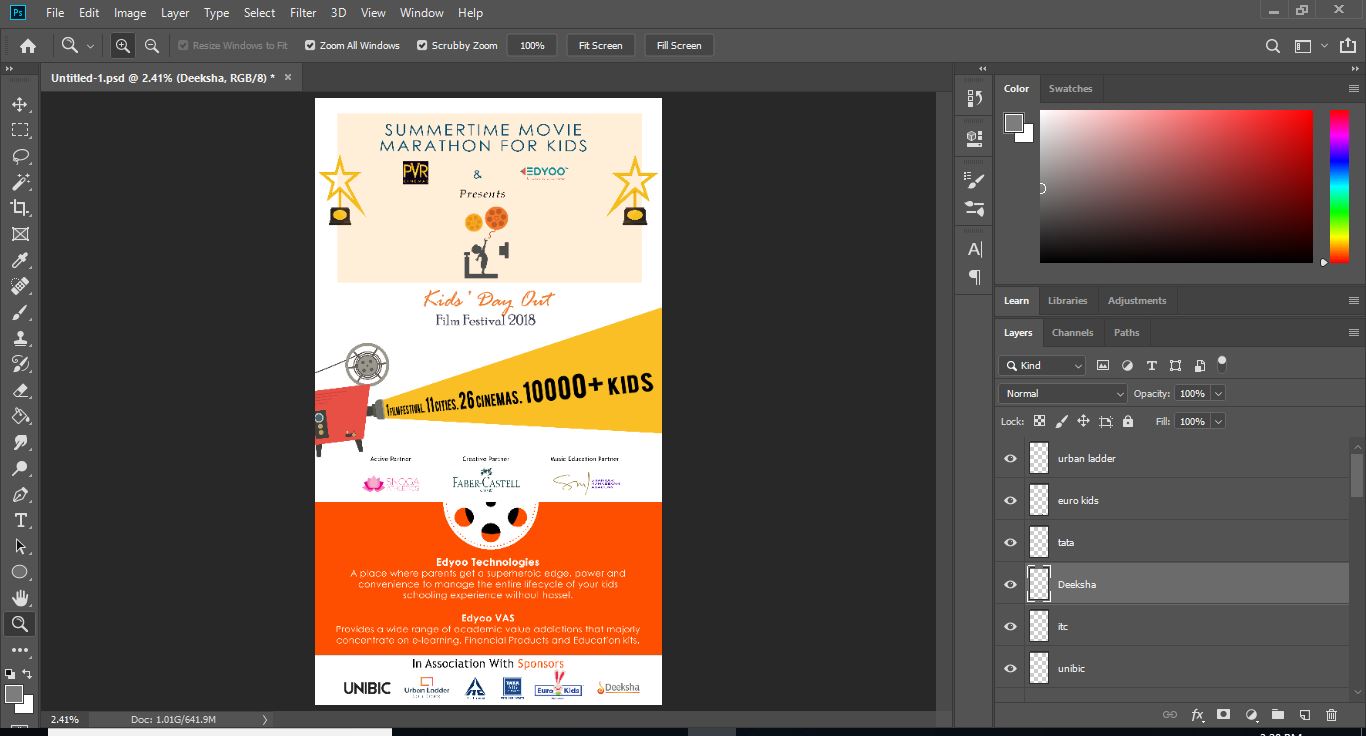 Ps
File Edit Image Layer Type Select Filter 3D View Window Help
Resize Windows to Fit Zoom All Windows Scrubby Zoom 100% Fit Screen Fill Screen
Untitled-1.psd @ 2.41% (Deeksha, RGB/8) * ×
SUMMERTIME MOVIE
MARATHON FOR KIDS
PVR
CINEMAS
&
EDYOO
Presents
Kids' Day Out
Film Festival 2018
1 FILM FESTIVAL. 11 CITIES. 26 CINEMAS. 10000+ KIDS
Active Partner
Creative Partner
Music Education Partner
FABER-CASTELL
Edyoo Technologies
A place where parents get a superheroic edge, power and
convenience to manage the entire lifecycle of your kids
schooling experience without hassel.
Edyoo VAS
Provides a wide range of academic value addictions that majorly
concentrate on e-learning, Financial Products and Education kits.
In Association With Sponsors
UNIBIC
Urban Ladder
TATA
AIG
Euro Kids
Deeksha
2.41% Doc: 1.01G/641.9M
Color Swatches
Learn Libraries Adjustments
Layers Channels Paths
Kind
Normal Opacity: 100%
Lock: Fill: 100%
urban ladder
euro kids
tata
Deeksha
itc
unibic